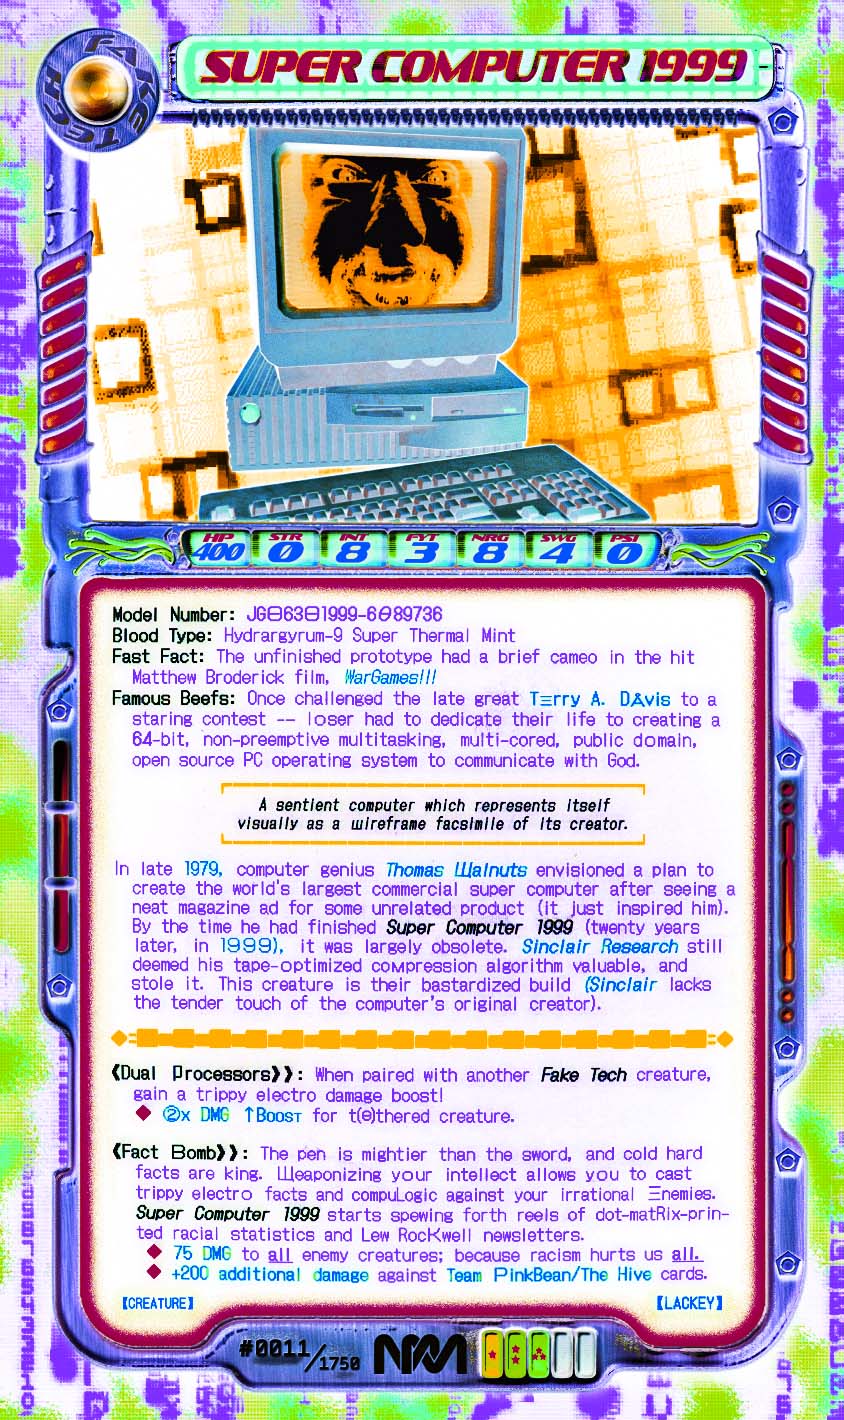 FAKE TECH
SUPER COMPUTER 1999
HP STR INT FYT NRG SWG PSI
400 0 8 3 8 4 0
Model Number: JGΘ63Θ1999-6Θ89736
Blood Type: Hydrargyrum-9 Super Thermal Mint
Fast Fact: The unfinished prototype had a brief cameo in the hit
Matthew Broderick film, WarGames!!!
Famous Beefs: Once challenged the late great TΞrry A. DAvis to a
staring contest -- loser had to dedicate their life to creating a
64-bit, non-preemptive multitasking, multi-cored, public domain,
open source PC operating system to communicate with God.
A sentient computer which represents itself
visually as a wireframe facsimile of its creator.
In late 1979, computer genius Thomas Шalnuts envisioned a plan to
create the world's largest commercial super computer after seeing a
neat magazine ad for some unrelated product (it just inspired him).
By the time he had finished Super Computer 1999 (twenty years
later, in 1999), it was largely obsolete. Sinclair Research still
deemed his tape-optimized coмpression algorithm valuable, and
stole it. This creature is their bastardized build (Sinclair lacks
the tender touch of the computer's original creator).
⟪Dual Processors⟫⟫: When paired with another Fake Tech creature,
gain a trippy electro damage boost!
◆ ②x DMG ↑Boost for t(e)thered creature.
⟪Fact Bomb⟫⟫: The pen is mightier than the sword, and cold hard
facts are king. Шeaponizing your intellect allows you to cast
trippy electro facts and compuLogic against your irrational Ξnemies.
Super Computer 1999 starts spewing forth reels of dot-matRix-prin-
ted racial statistics and Lew RocKwell newsletters.
◆ 75 DMG to all enemy creatures; because racism hurts us all.
◆ +200 additional damage against Team PinkBean/The Hive cards.
【CREATURE】 【LACKEY】
#0011/1750 NPM